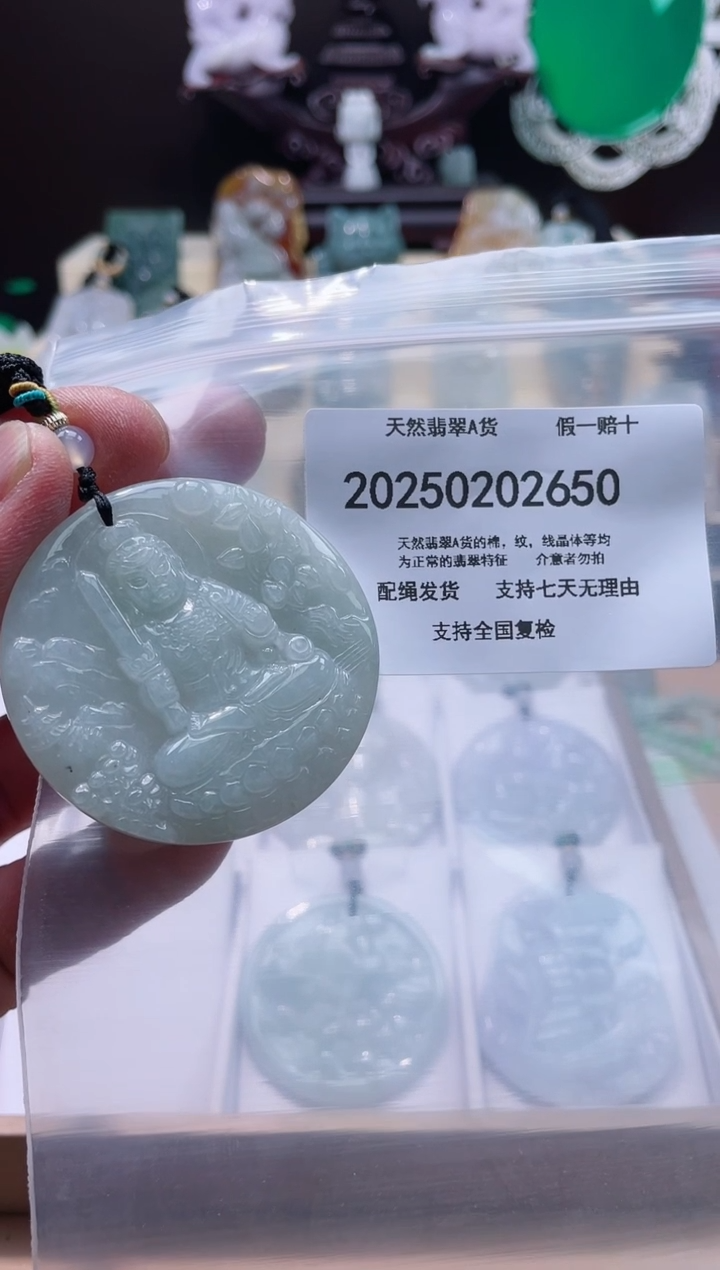 天然翡翠A货 假一赔十
20250202650
天然翡翠A货的棉，纹，线晶体等均
为正常的翡翠特征 介意者勿拍
配绳发货 支持七天无理由
支持全国复检